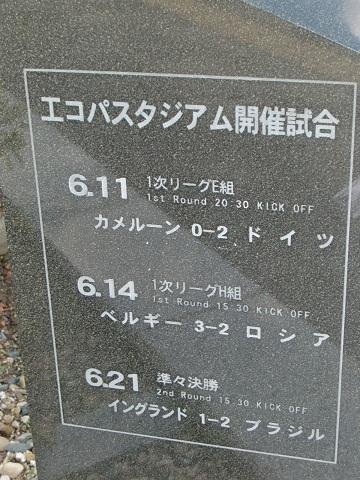 エコパスタジアム開催試合
6.11 1次リーグE組
1st Round 20:30 KICK OFF
カメルーン 0-2 ドイツ
6.14 1次リーグH組
1st Round 15:30 KICK OFF
ベルギー 3-2 ロシア
6.21 準々決勝
2nd Round 15:30 KICK OFF
イングランド 1-2 ブラジル